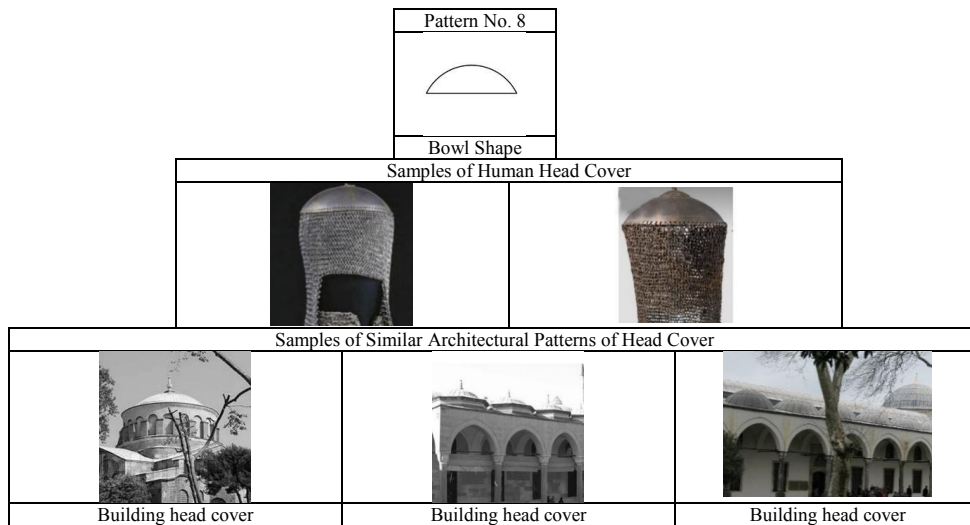 Pattern No. 8
Bowl Shape
Samples of Human Head Cover
Samples of Similar Architectural Patterns of Head Cover
Building head cover
Building head cover
Building head cover